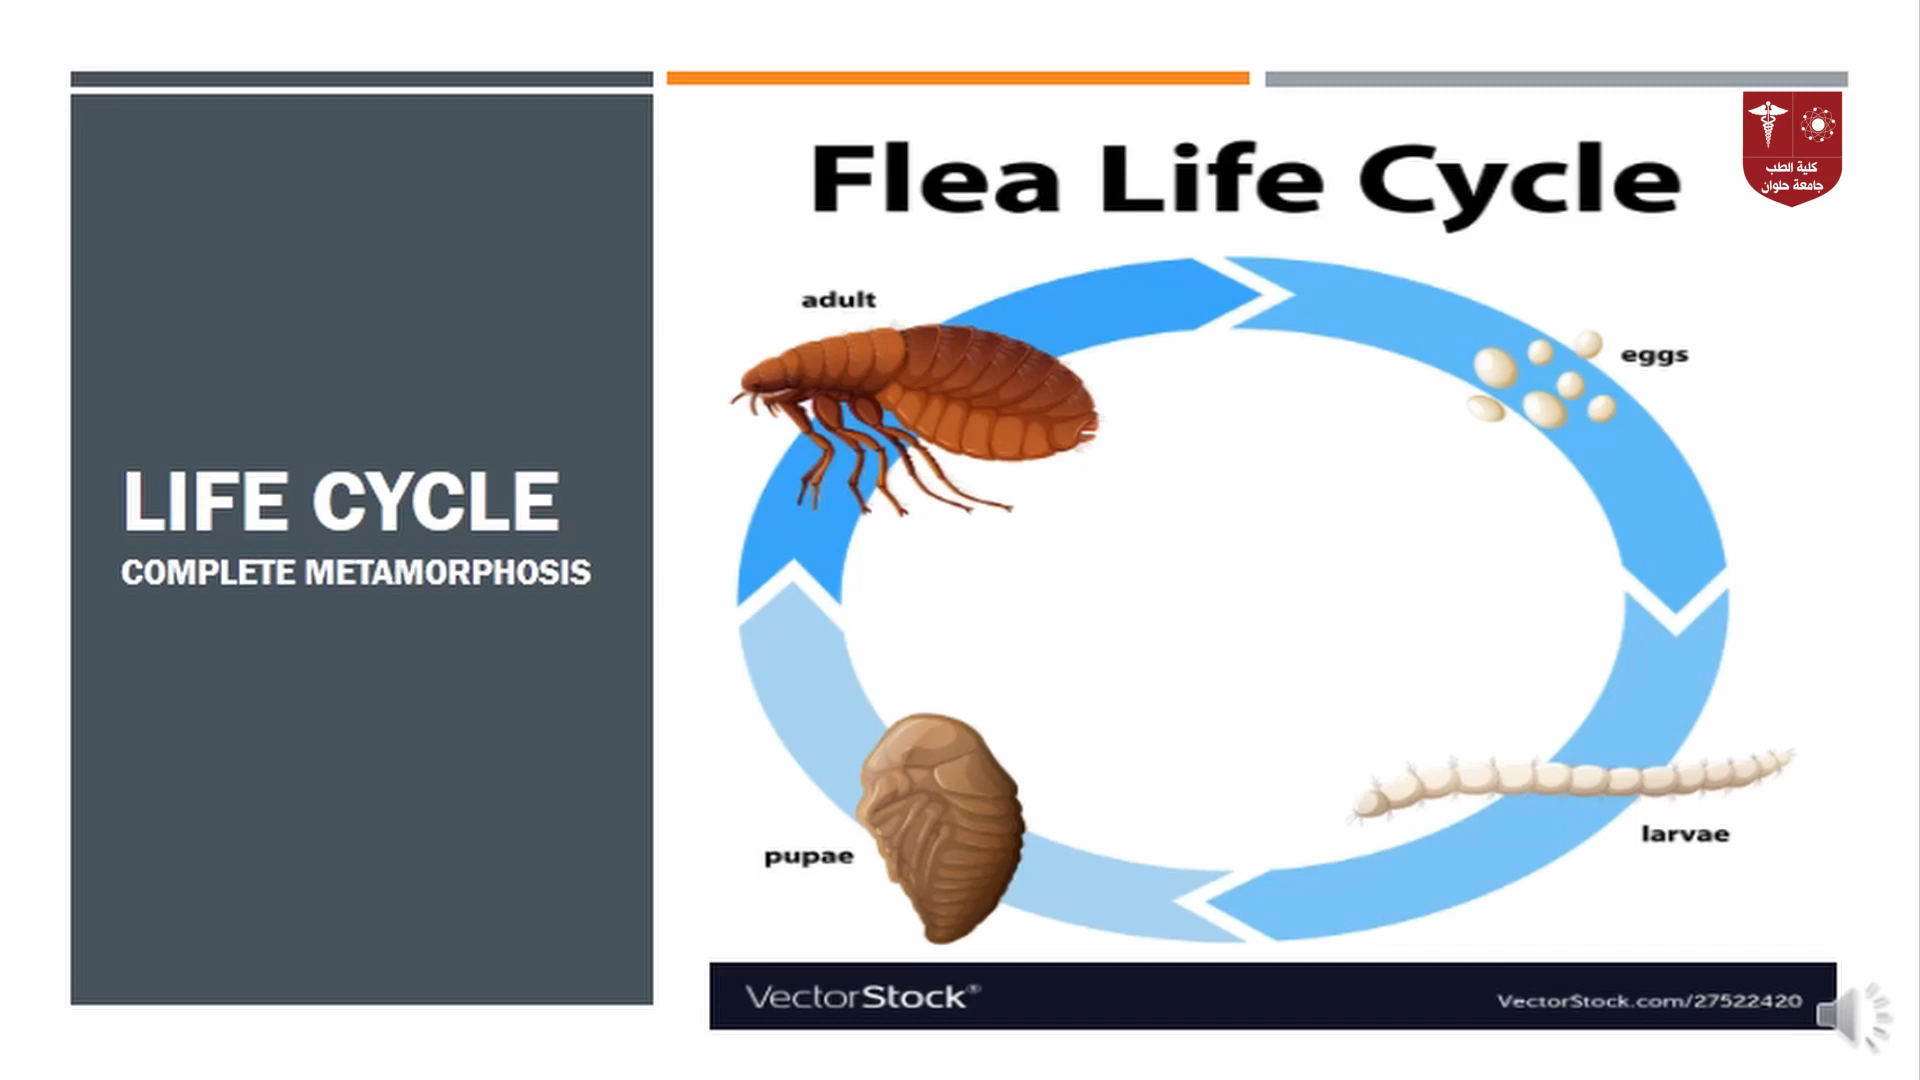 LIFE CYCLE
COMPLETE METAMORPHOSIS
Flea Life Cycle
كلية الطب
جامعة حلوان
adult
eggs
larvae
pupae
VectorStock®
VectorStock.com/27522420